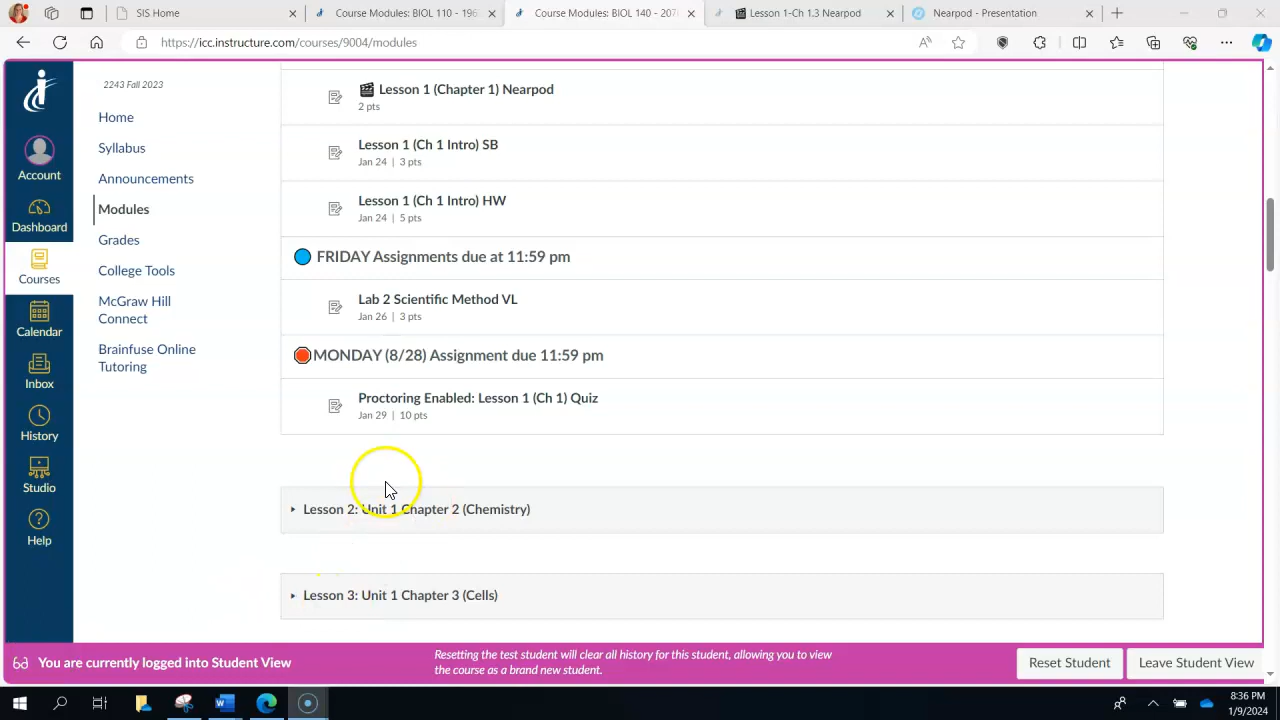 SIS Home
Course Modules: BIOL 110 - 196
Course Modules: BIOL 140 - 207
Lesson 1-Ch 1.3 Nearpod
Nearpod - Presentation
https://icc.instructure.com/courses/9004/modules
2243 Fall 2023
Home
Syllabus
Announcements
Modules
Grades
College Tools
McGraw Hill
Connect
Brainfuse Online
Tutoring
Account
Dashboard
Courses
Calendar
Inbox
History
Studio
Help
Lesson 1 (Chapter 1) Nearpod
2 pts
Lesson 1 (Ch 1 Intro) SB
Jan 24 | 3 pts
Lesson 1 (Ch 1 Intro) HW
Jan 24 | 5 pts
FRIDAY Assignments due at 11:59 pm
Lab 2 Scientific Method VL
Jan 26 | 3 pts
MONDAY (8/28) Assignment due 11:59 pm
Proctoring Enabled: Lesson 1 (Ch 1) Quiz
Jan 29 | 10 pts
Lesson 2: Unit 1 Chapter 2 (Chemistry)
Lesson 3: Unit 1 Chapter 3 (Cells)
You are currently logged into Student View
Resetting the test student will clear all history for this student, allowing you to view
the course as a brand new student.
Reset Student
Leave Student View
8:36 PM
1/9/2024